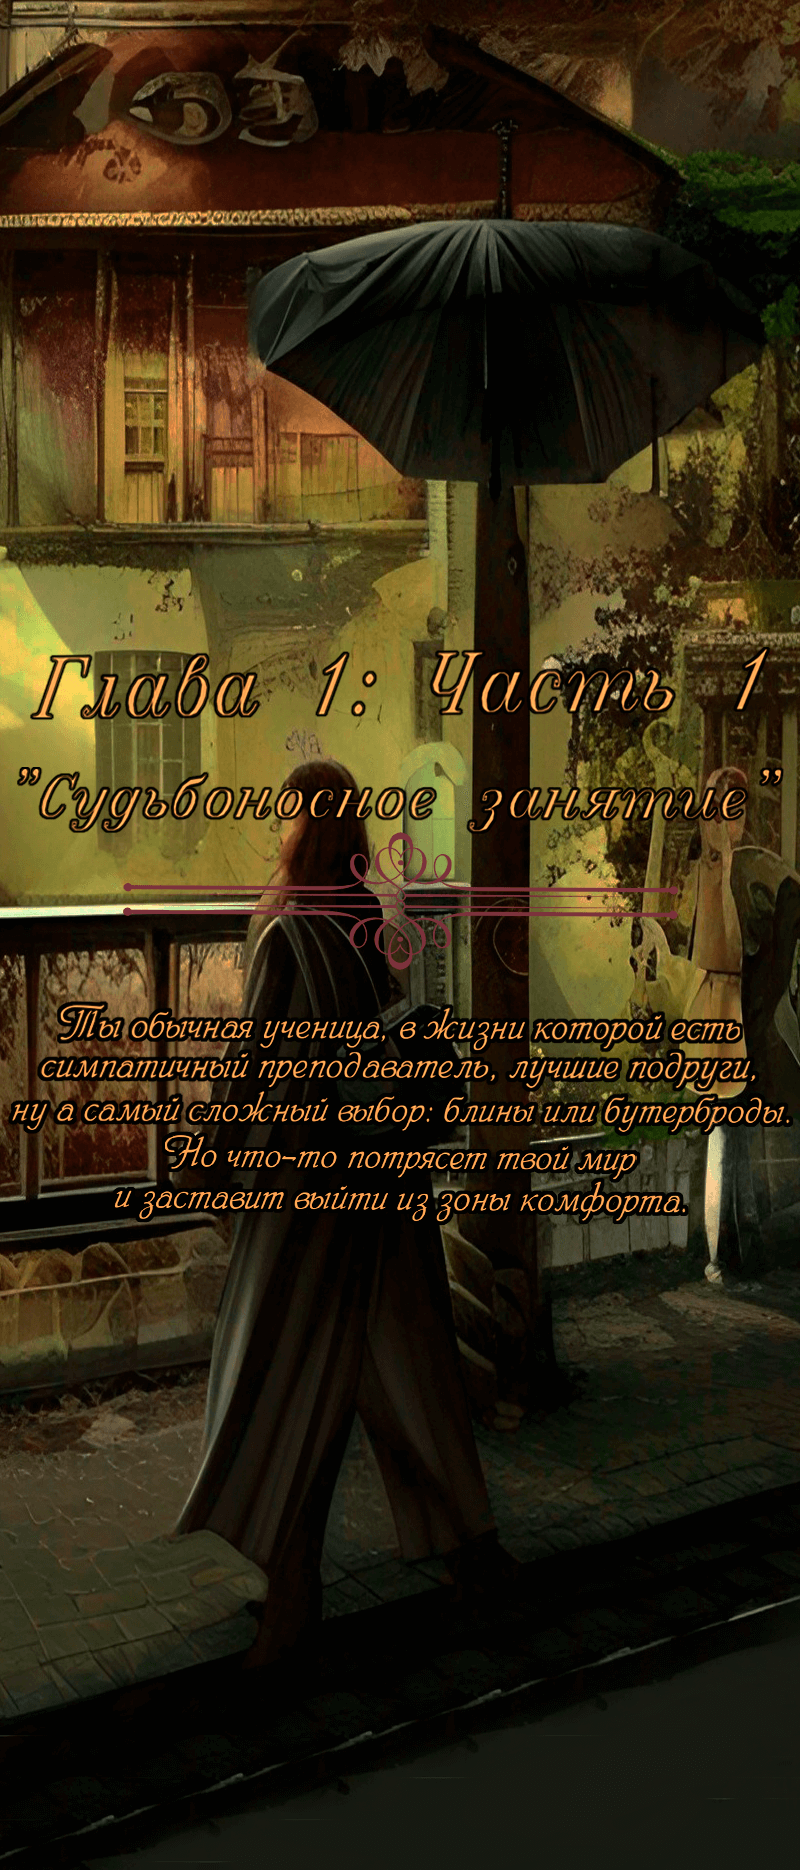 Глава 1: Часть 1
"Судьбоносное занятие"
Ты обычная ученица, в жизни которой есть
симпатичный преподаватель, лучшие подруги,
ну а самый сложный выбор: блины или бутерброды.
Но что-то потрясет твой мир
и заставит выйти из зоны комфорта.